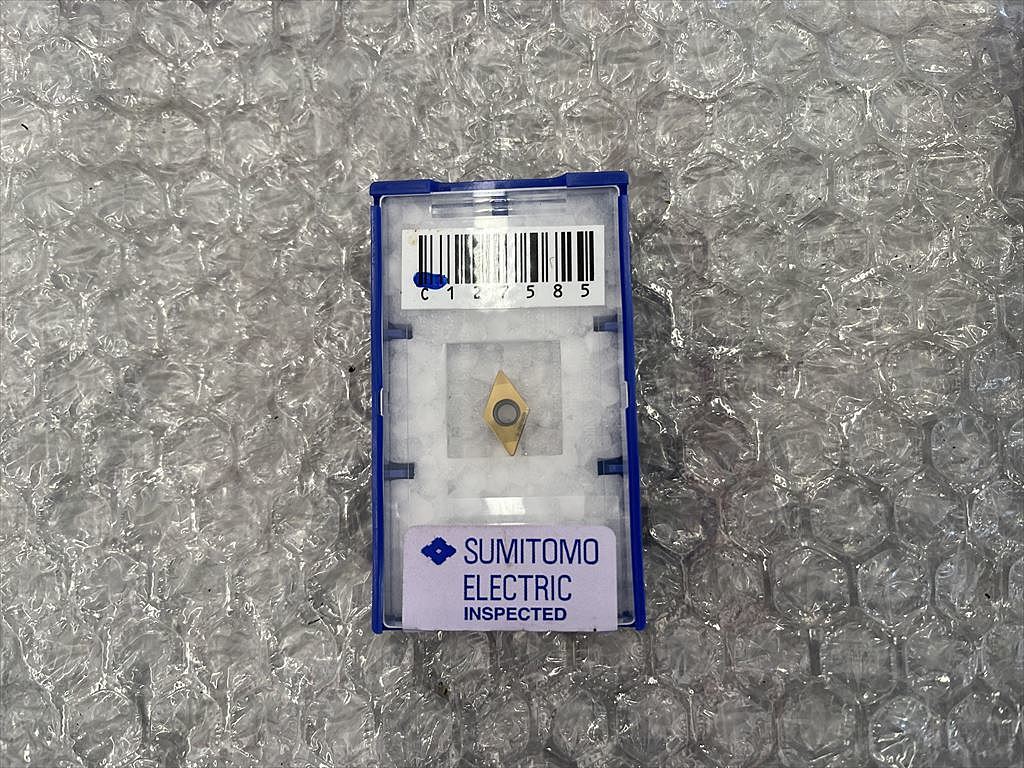 C127585
SUMITOMO
ELECTRIC
INSPECTED